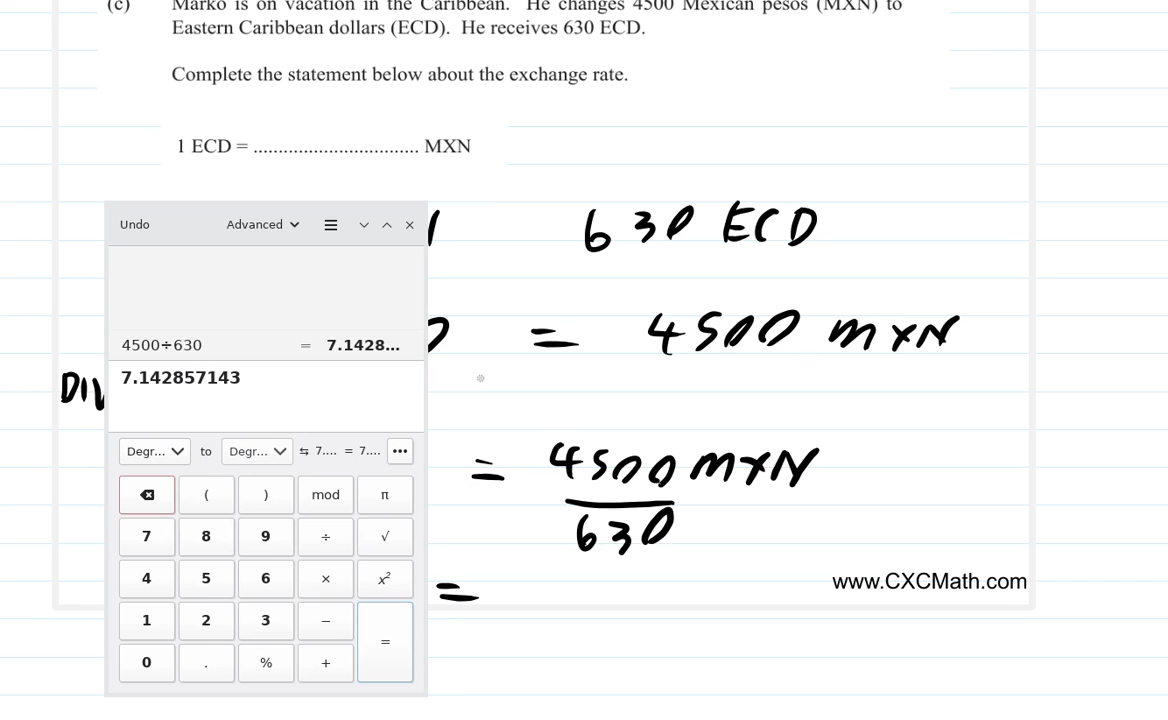 (c) Marko is on vacation in the Caribbean. He changes 4500 Mexican pesos (MXN) to
Eastern Caribbean dollars (ECD). He receives 630 ECD.
Complete the statement below about the exchange rate.
1 ECD = ................................. MXN
630 ECD
= 4500 MXN
DIV
= 4500 MXN
630
=
www.CXCMath.com
Undo Advanced
4500÷630 = 7.1428...
7.142857143
Degr... to Degr... ⇆ 7.... = 7.... •••
( ) mod π
7 8 9 ÷ √
4 5 6 × x²
1 2 3 − =
0 . % +